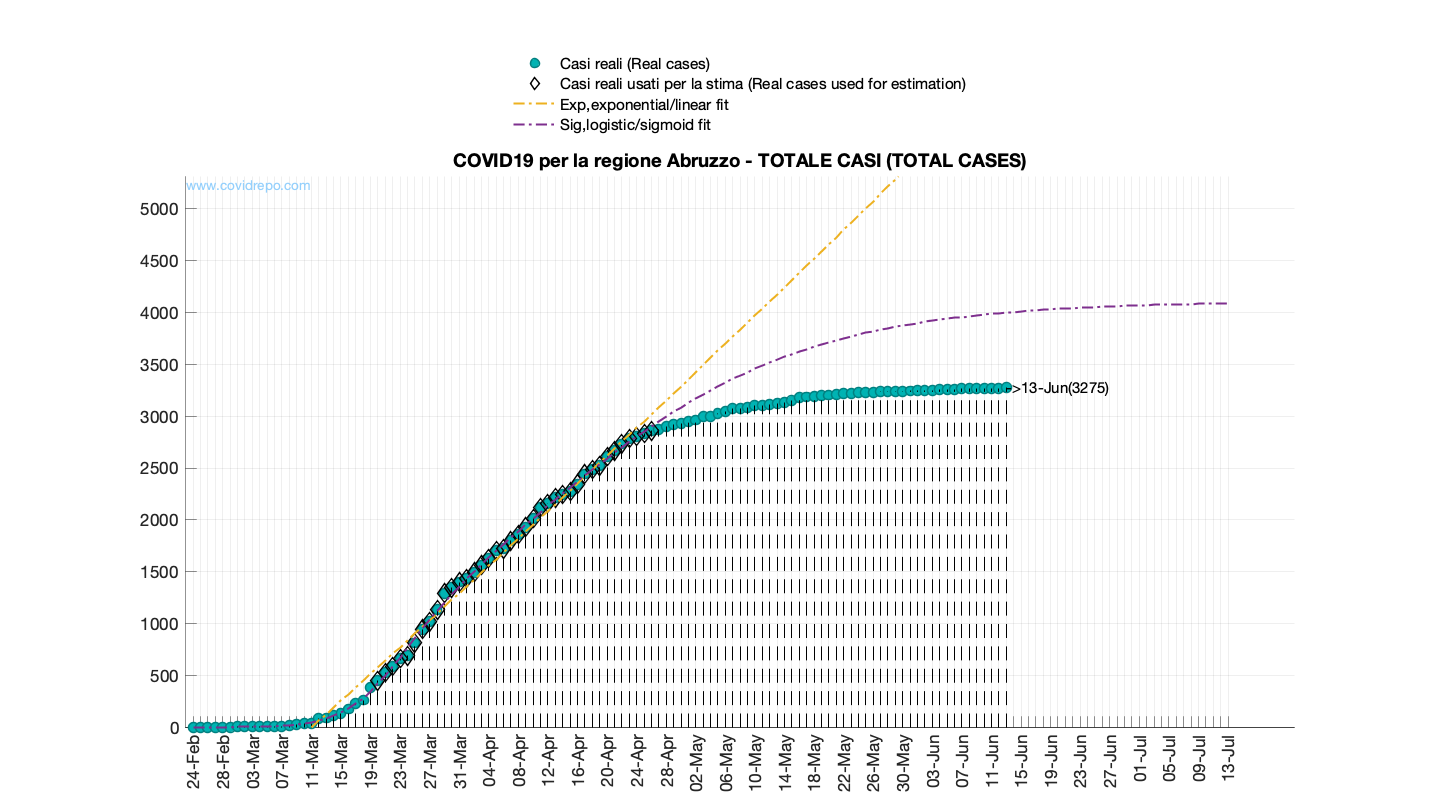 Casi reali (Real cases)
Casi reali usati per la stima (Real cases used for estimation)
Exp,exponential/linear fit
Sig,logistic/sigmoid fit
COVID19 per la regione Abruzzo - TOTALE CASI (TOTAL CASES)
www.covidrepo.com
5000
4500
4000
3500
3000
2500
2000
1500
1000
500
0
>13-Jun(3275)
24-Feb
28-Feb
03-Mar
07-Mar
11-Mar
15-Mar
19-Mar
23-Mar
27-Mar
31-Mar
04-Apr
08-Apr
12-Apr
16-Apr
20-Apr
24-Apr
28-Apr
02-May
06-May
10-May
14-May
18-May
22-May
26-May
30-May
03-Jun
07-Jun
11-Jun
15-Jun
19-Jun
23-Jun
27-Jun
01-Jul
05-Jul
09-Jul
13-Jul